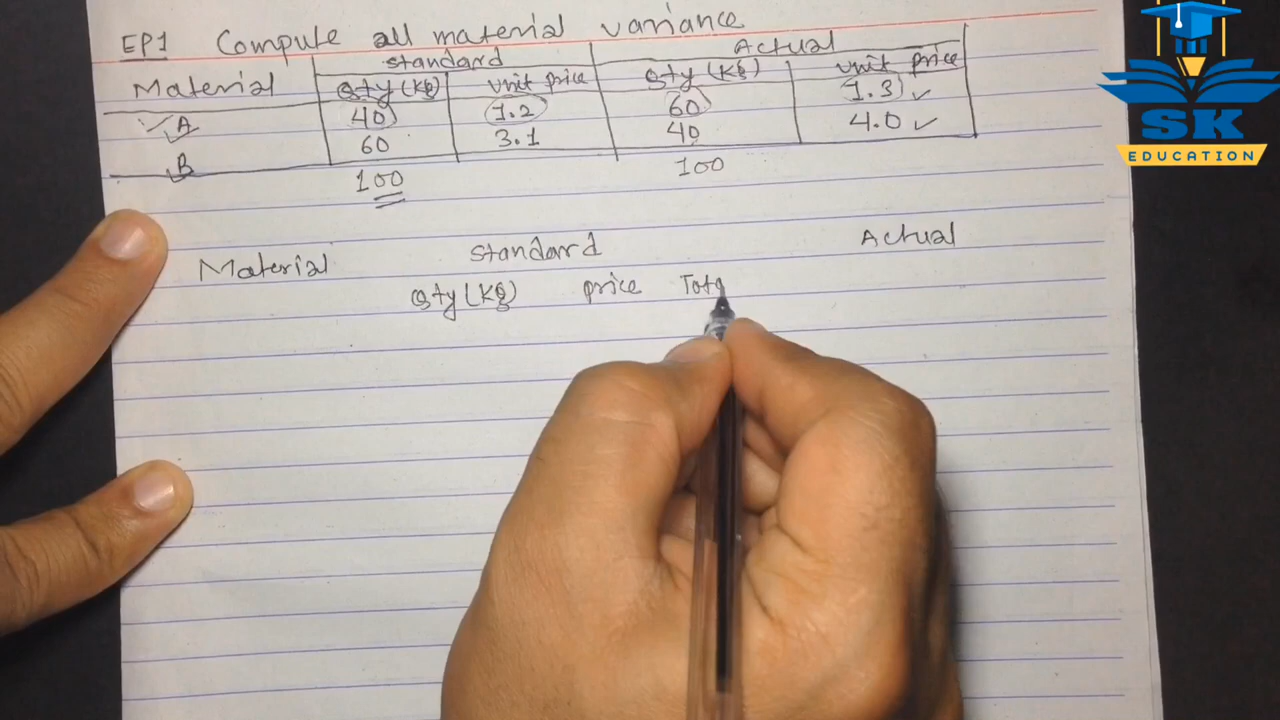 EP1 Compute all material variance
Standard Actual
Material Qty (Kg) Unit price Qty (Kg) Unit price
A 40 1.2 60 1.3
B 60 3.1 40 4.0
100 100
SK
EDUCATION
Material Standard Actual
Qty (Kg) price Tota